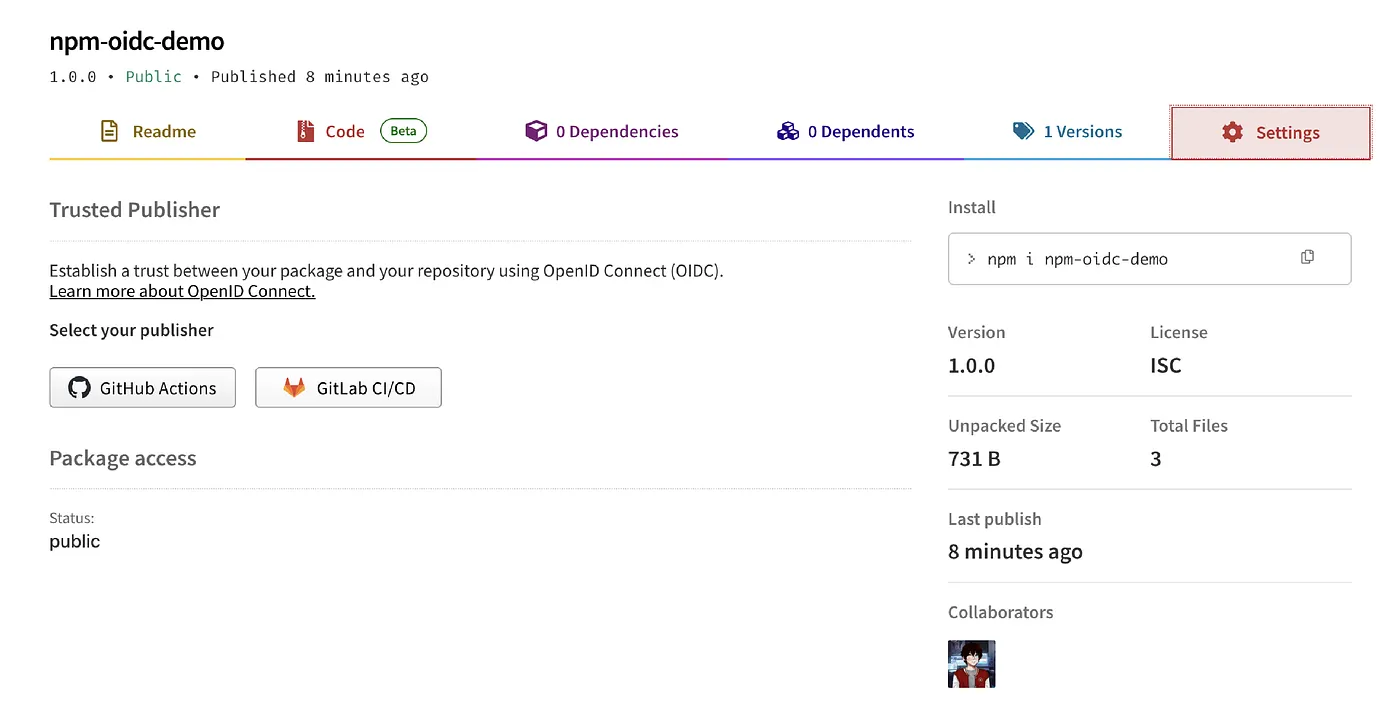 npm-oidc-demo
1.0.0 • Public • Published 8 minutes ago
Readme
Code Beta
0 Dependencies
0 Dependents
1 Versions
Settings
Trusted Publisher
Establish a trust between your package and your repository using OpenID Connect (OIDC).
Learn more about OpenID Connect.
Select your publisher
GitHub Actions
GitLab CI/CD
Package access
Status:
public
Install
> npm i npm-oidc-demo
Version
1.0.0
License
ISC
Unpacked Size
731 B
Total Files
3
Last publish
8 minutes ago
Collaborators